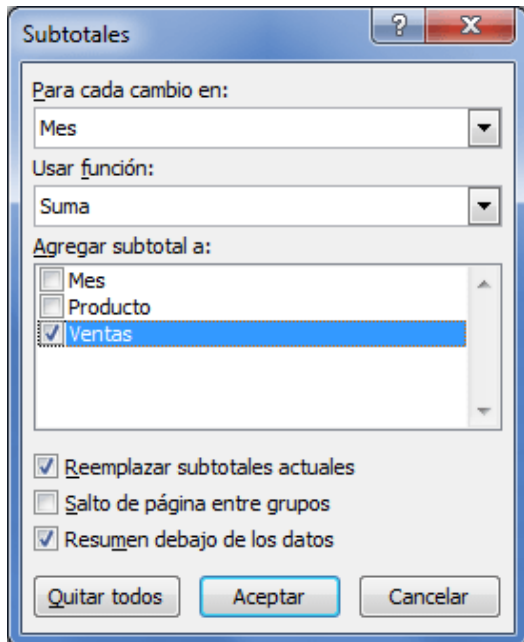 Subtotales
?
X
Para cada cambio en:
Mes
Usar función:
Suma
Agregar subtotal a:
Mes
Producto
Ventas
Reemplazar subtotales actuales
Salto de página entre grupos
Resumen debajo de los datos
Quitar todos Aceptar Cancelar